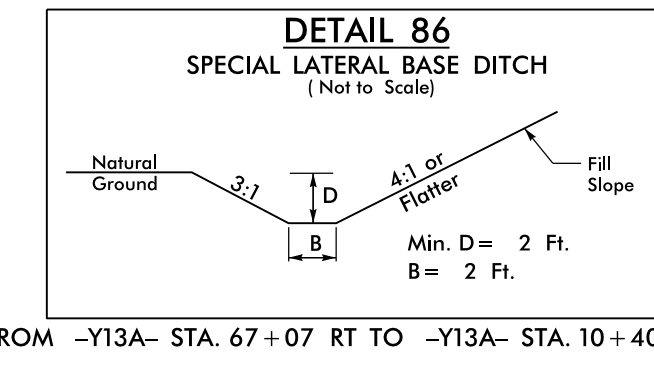 DETAIL 86
SPECIAL LATERAL BASE DITCH
( Not to Scale)
Natural
Ground
3:1
D
B
4:1 or
Flatter
Fill
Slope
Min. D= 2 Ft.
B= 2 Ft.
ROM -Y13A- STA. 67+07 RT TO -Y13A- STA. 10+40